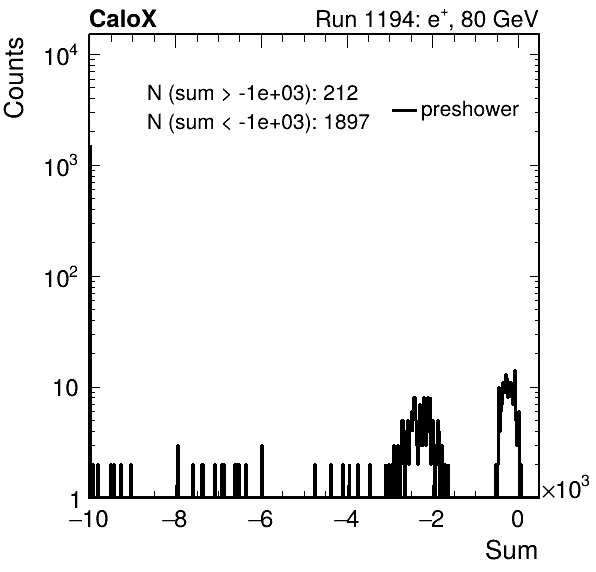 CaloX Run 1194: e⁺, 80 GeV
Counts
10⁴
N (sum > -1e+03): 212
N (sum < -1e+03): 1897
preshower
10³
10²
10
1
−10 −8 −6 −4 −2 0 ×10³
Sum